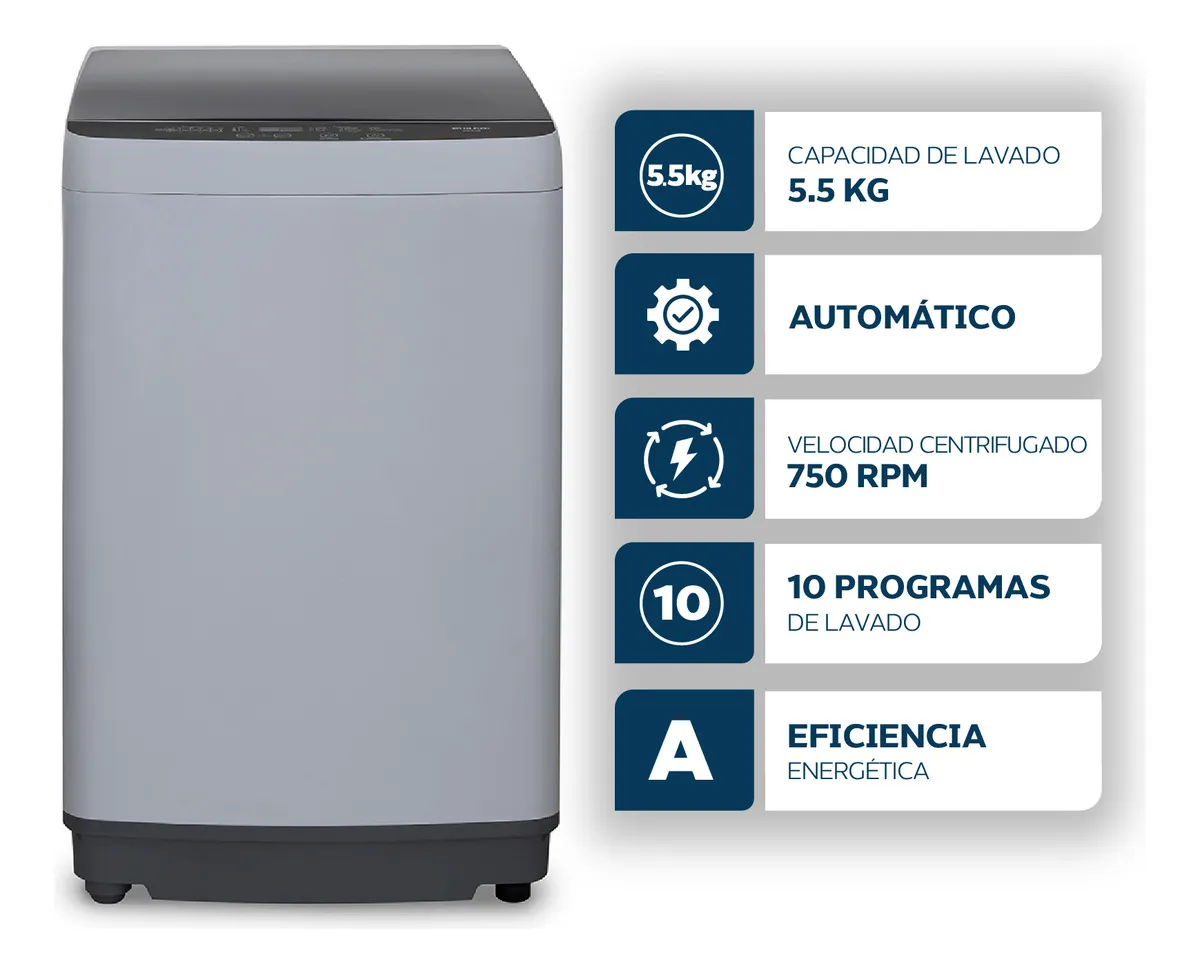 5.5kg
CAPACIDAD DE LAVADO
5.5 KG
AUTOMÁTICO
VELOCIDAD CENTRIFUGADO
750 RPM
10
10 PROGRAMAS
DE LAVADO
A
EFICIENCIA
ENERGÉTICA